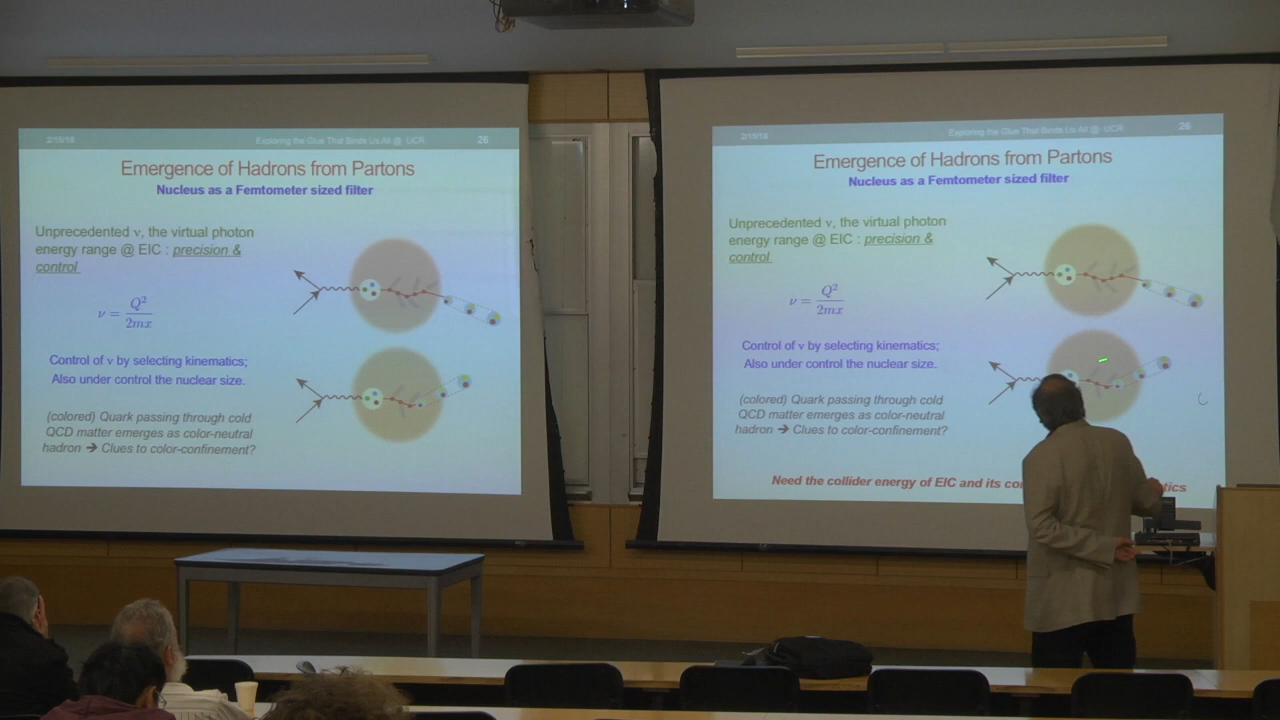 2/15/18 Exploring the Glue That Binds Us All @ UCR 26
Emergence of Hadrons from Partons
Nucleus as a Femtometer sized filter
Unprecedented ν, the virtual photon
energy range @ EIC : precision &
control
ν = Q² / 2mx
Control of ν by selecting kinematics;
Also under control the nuclear size.
(colored) Quark passing through cold
QCD matter emerges as color-neutral
hadron → Clues to color-confinement?
2/15/18 Exploring the Glue That Binds Us All @ UCR 26
Emergence of Hadrons from Partons
Nucleus as a Femtometer sized filter
Unprecedented ν, the virtual photon
energy range @ EIC : precision &
control
ν = Q² / 2mx
Control of ν by selecting kinematics;
Also under control the nuclear size.
(colored) Quark passing through cold
QCD matter emerges as color-neutral
hadron → Clues to color-confinement?
Need the collider energy of EIC and its